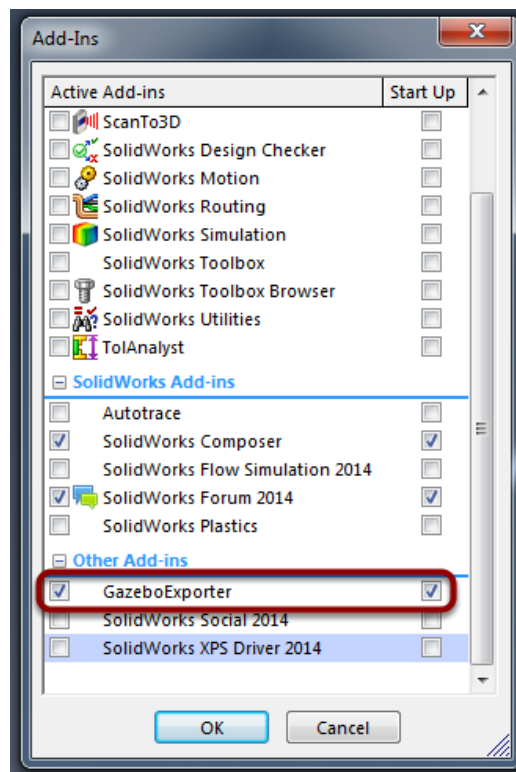 Add-Ins
Active Add-ins Start Up
ScanTo3D
SolidWorks Design Checker
SolidWorks Motion
SolidWorks Routing
SolidWorks Simulation
SolidWorks Toolbox
SolidWorks Toolbox Browser
SolidWorks Utilities
TolAnalyst
SolidWorks Add-ins
Autotrace
SolidWorks Composer
SolidWorks Flow Simulation 2014
SolidWorks Forum 2014
SolidWorks Plastics
Other Add-ins
GazeboExporter
SolidWorks Social 2014
SolidWorks XPS Driver 2014
OK Cancel